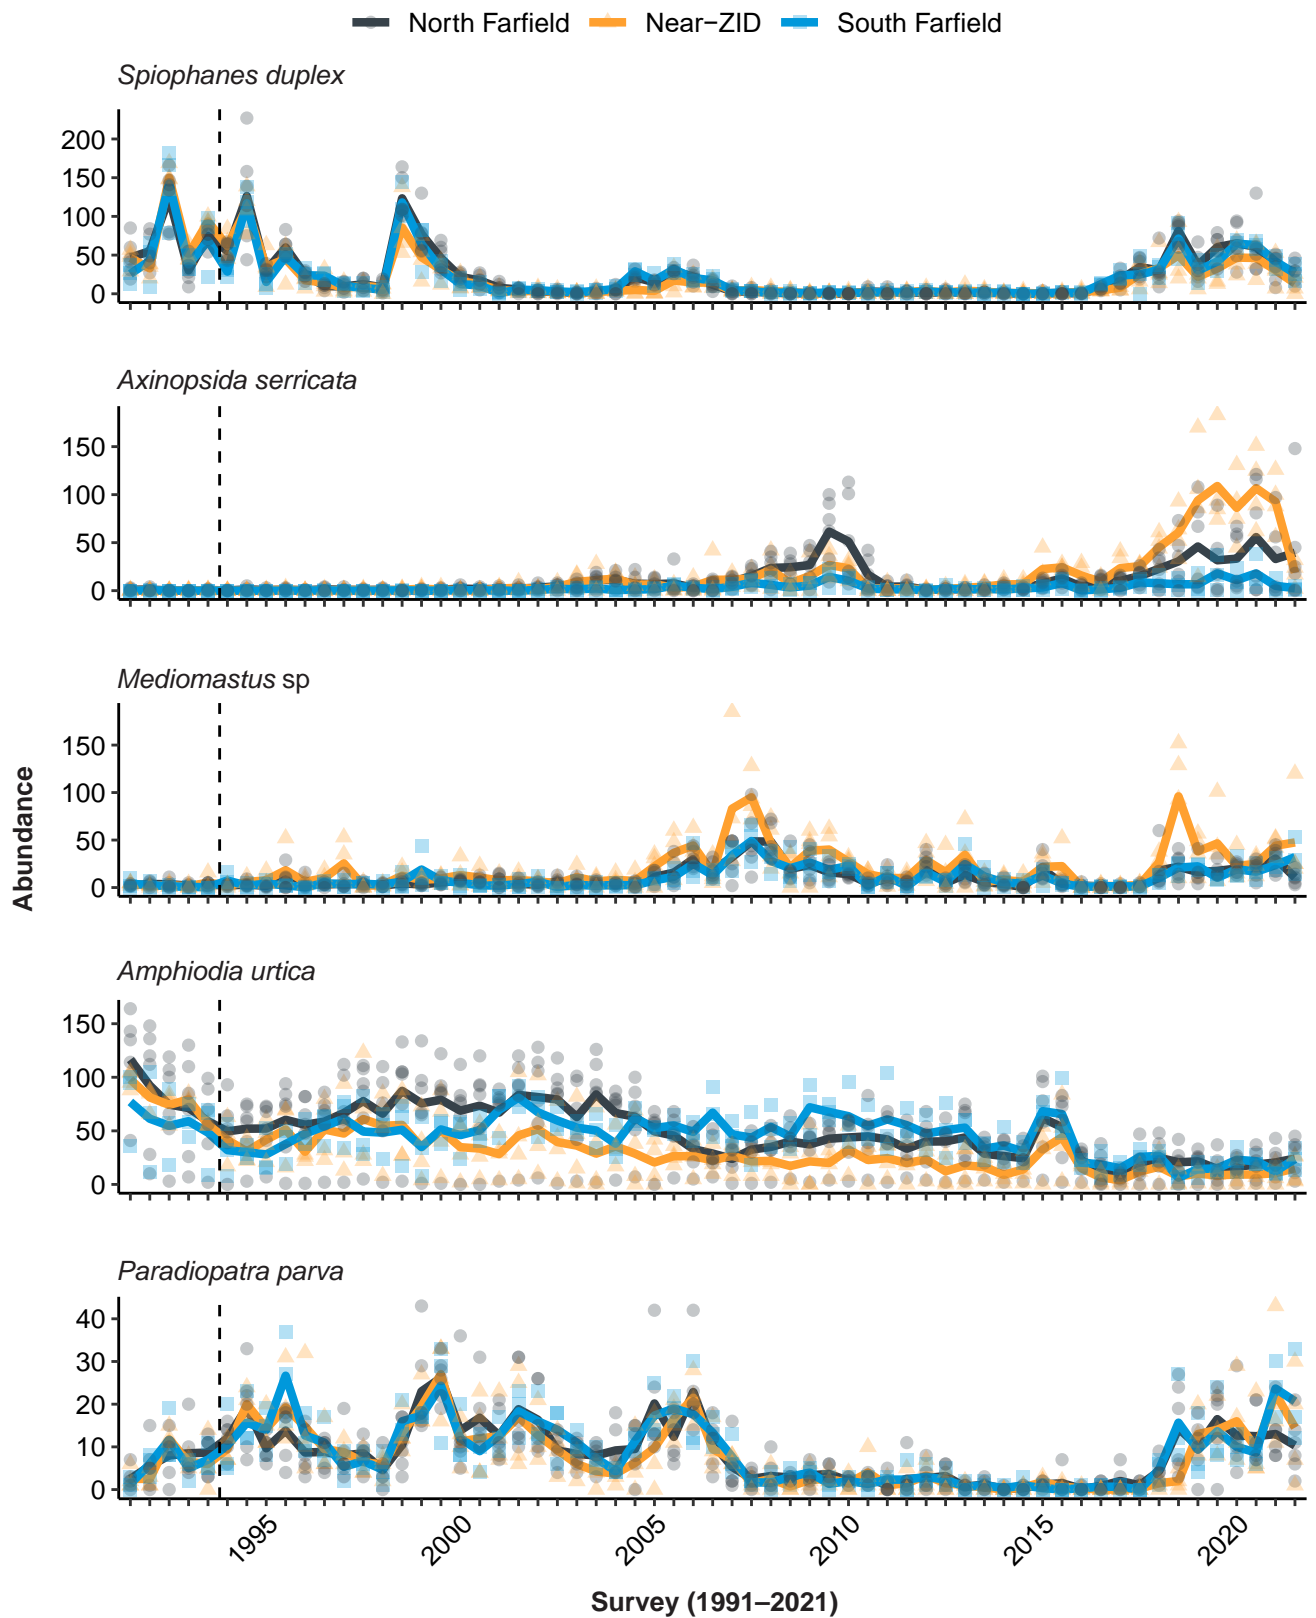 North Farfield Near−ZID South Farfield
Spiophanes duplex
200
150
100
50
0
Axinopsida serricata
150
100
50
0
Mediomastus sp
150
100
50
0
Abundance
Amphiodia urtica
150
100
50
0
Paradiopatra parva
40
30
20
10
0
1995 2000 2005 2010 2015 2020
Survey (1991–2021)